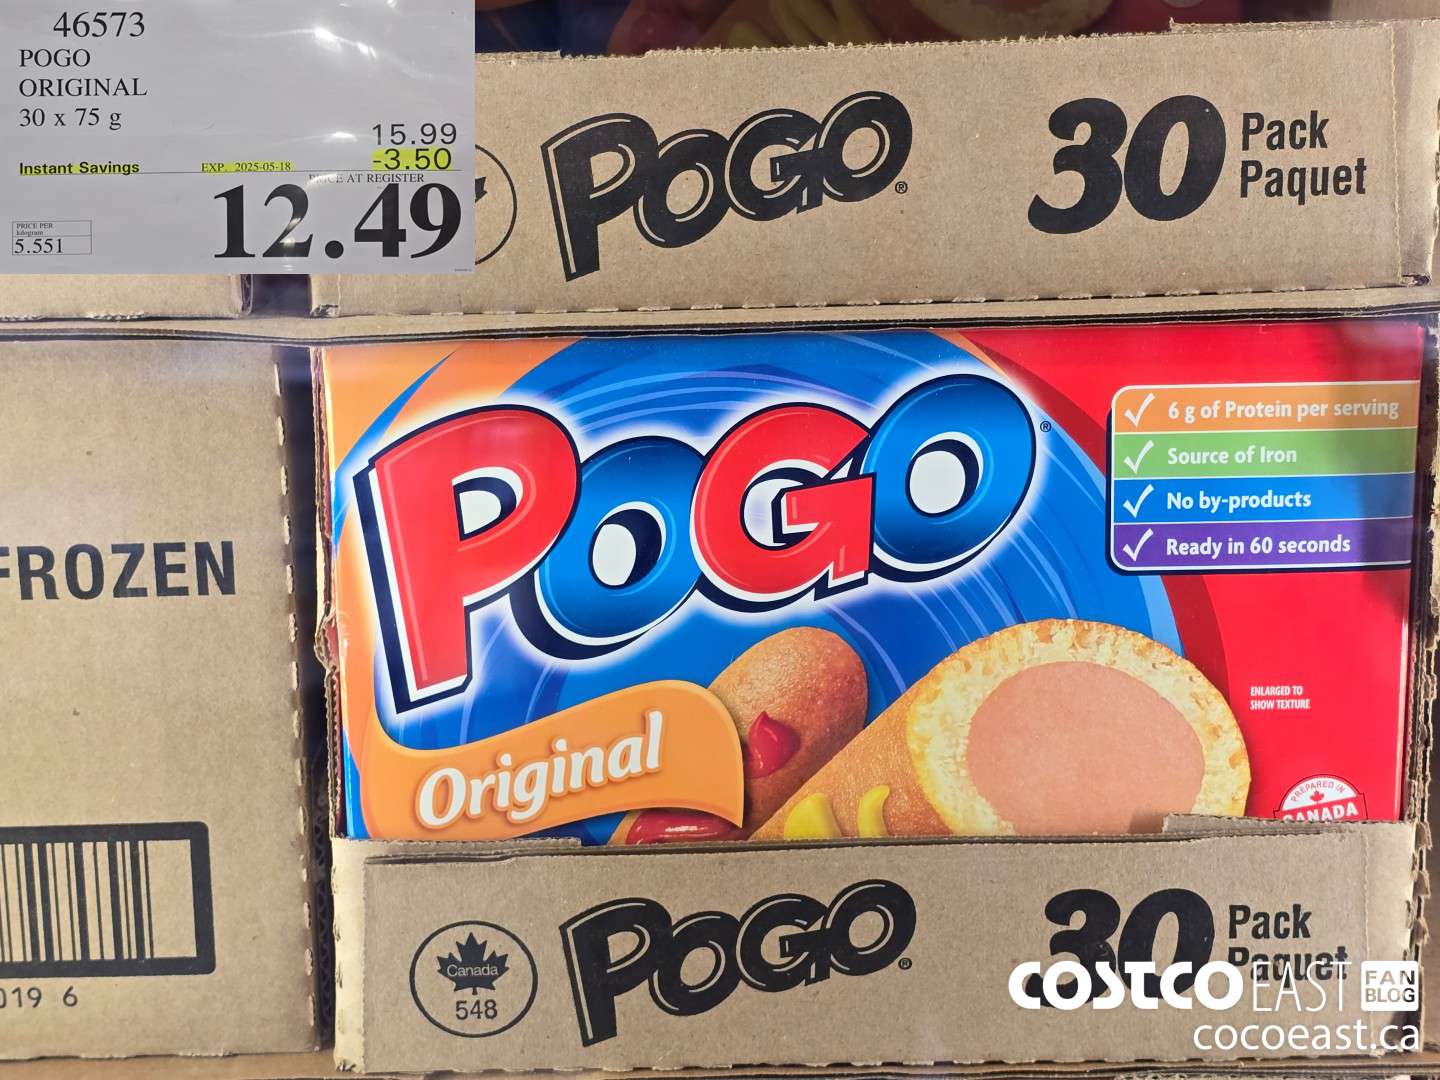 46573
POGO
ORIGINAL
30 x 75 g
15.99
Instant Savings EXP. 2025-05-18 -3.50
PRICE AT REGISTER
12.49
PRICE PER
kilogram
5.551
POGO®
30 Pack
Paquet
POGO®
6 g of Protein per serving
Source of Iron
No by-products
Ready in 60 seconds
Original
ENLARGED TO
SHOW TEXTURE
PREPARED IN
CANADA
FROZEN
019 6
Canada
548
POGO®
30 Pack
Paquet
COSTCO EAST FAN
BLOG
cocoeast.ca